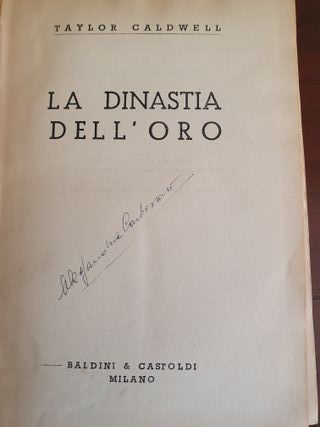 TAYLOR CALDWELL
LA DINASTIA
DELL'ORO
BALDINI & CASTOLDI
MILANO